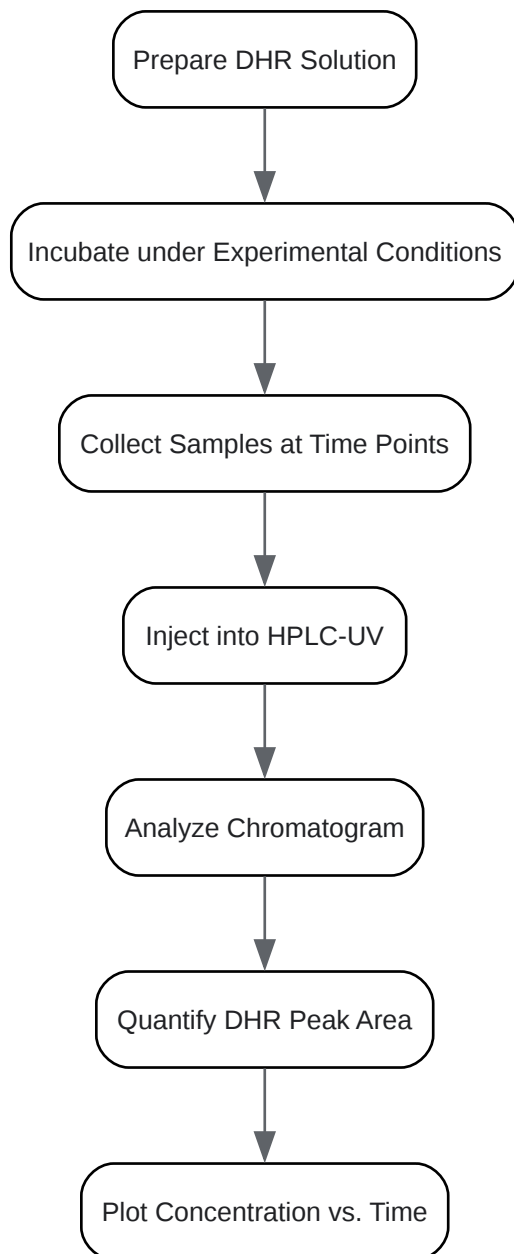 Prepare DHR Solution
Incubate under Experimental Conditions
Collect Samples at Time Points
Inject into HPLC-UV
Analyze Chromatogram
Quantify DHR Peak Area
Plot Concentration vs. Time